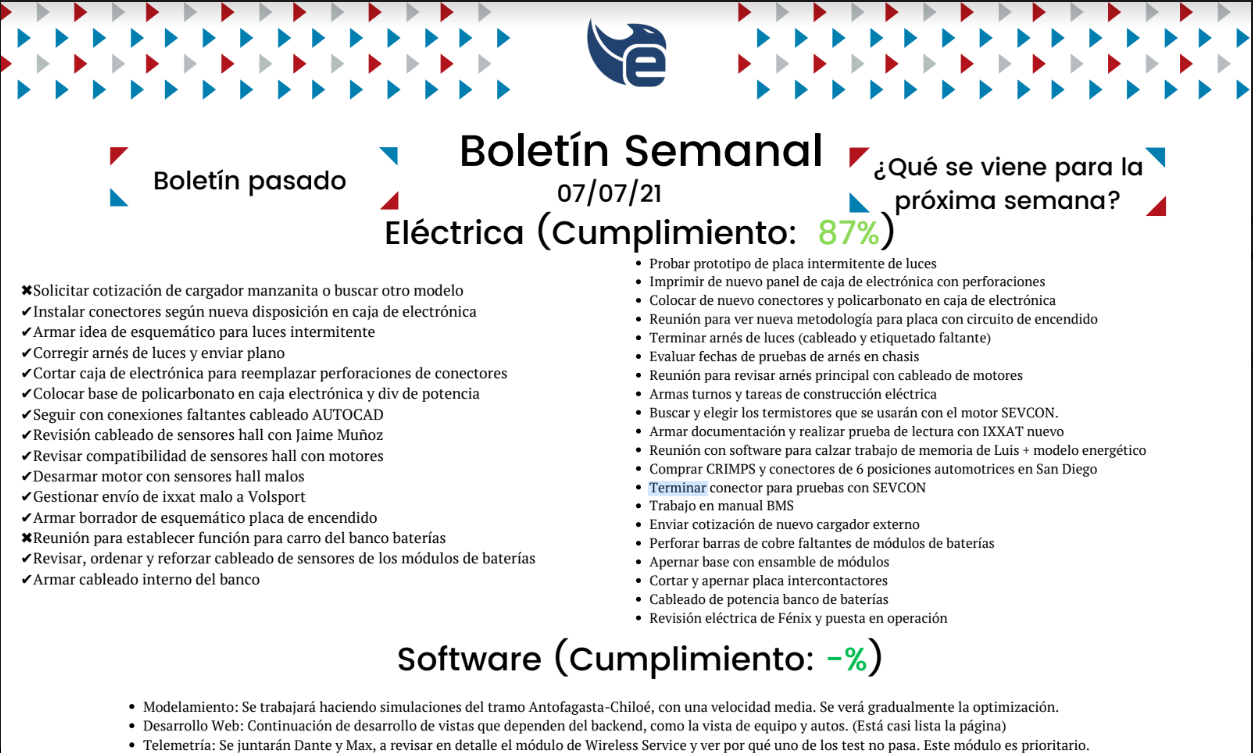 e
Boletín Semanal
07/07/21
Boletín pasado
¿Qué se viene para la
próxima semana?
Eléctrica (Cumplimiento: 87%)
✖Solicitar cotización de cargador manzanita o buscar otro modelo
✔Instalar conectores según nueva disposición en caja de electrónica
✔Armar idea de esquemático para luces intermitente
✔Corregir arnés de luces y enviar plano
✔Cortar caja de electrónica para reemplazar perforaciones de conectores
✔Colocar base de policarbonato en caja electrónica y div de potencia
✔Seguir con conexiones faltantes cableado AUTOCAD
✔Revisión cableado de sensores hall con Jaime Muñoz
✔Revisar compatibilidad de sensores hall con motores
✔Desarmar motor con sensores hall malos
✔Gestionar envío de ixxat malo a Volsport
✔Armar borrador de esquemático placa de encendido
✖Reunión para establecer función para carro del banco baterías
✔Revisar, ordenar y reforzar cableado de sensores de los módulos de baterías
✔Armar cableado interno del banco
• Probar prototipo de placa intermitente de luces
• Imprimir de nuevo panel de caja de electrónica con perforaciones
• Colocar de nuevo conectores y policarbonato en caja de electrónica
• Reunión para ver nueva metodología para placa con circuito de encendido
• Terminar arnés de luces (cableado y etiquetado faltante)
• Evaluar fechas de pruebas de arnés en chasis
• Reunión para revisar arnés principal con cableado de motores
• Armas turnos y tareas de construcción eléctrica
• Buscar y elegir los termistores que se usarán con el motor SEVCON.
• Armar documentación y realizar prueba de lectura con IXXAT nuevo
• Reunión con software para calzar trabajo de memoria de Luis + modelo energético
• Comprar CRIMPS y conectores de 6 posiciones automotrices en San Diego
• Terminar conector para pruebas con SEVCON
• Trabajo en manual BMS
• Enviar cotización de nuevo cargador externo
• Perforar barras de cobre faltantes de módulos de baterías
• Apernar base con ensamble de módulos
• Cortar y apernar placa intercontactores
• Cableado de potencia banco de baterías
• Revisión eléctrica de Fénix y puesta en operación
Software (Cumplimiento: -%)
• Modelamiento: Se trabajará haciendo simulaciones del tramo Antofagasta-Chiloé, con una velocidad media. Se verá gradualmente la optimización.
• Desarrollo Web: Continuación de desarrollo de vistas que dependen del backend, como la vista de equipo y autos. (Está casi lista la página)
• Telemetría: Se juntarán Dante y Max, a revisar en detalle el módulo de Wireless Service y ver por qué uno de los test no pasa. Este módulo es prioritario.